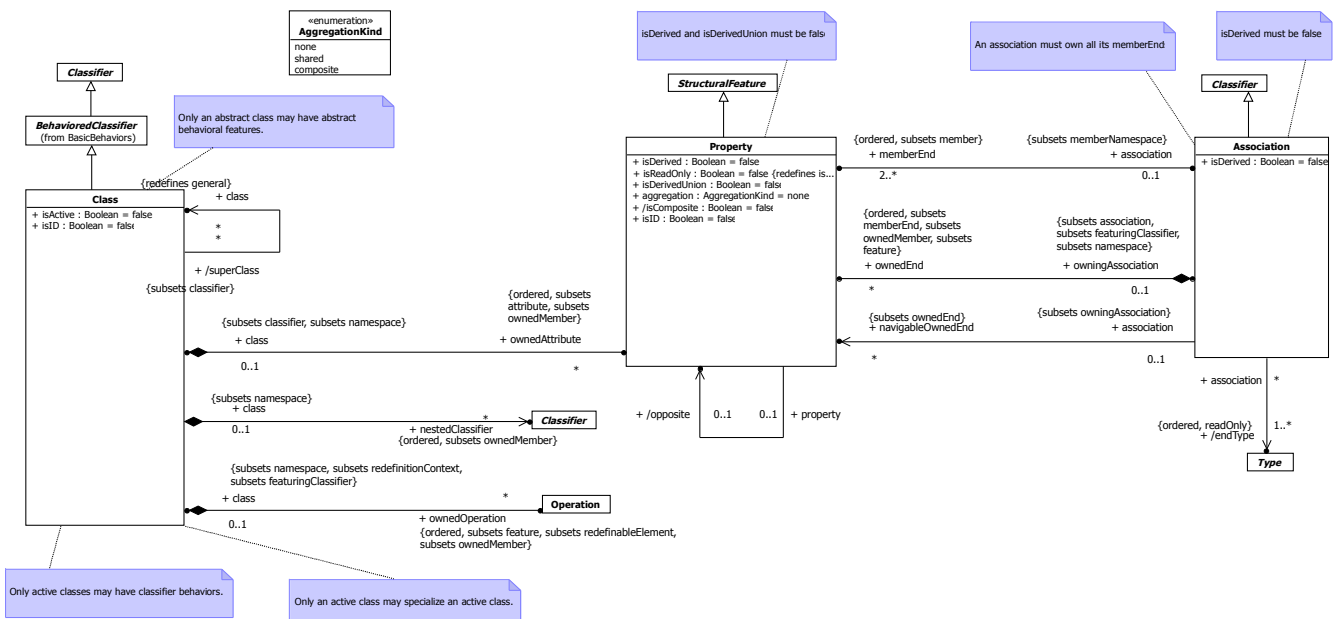 «enumeration»
AggregationKind
none
shared
composite
isDerived and isDerivedUnion must be false
An association must own all its memberEnd
isDerived must be false
Classifier
BehavioredClassifier
(from BasicBehaviors)
Only an abstract class may have abstract
behavioral features.
StructuralFeature
Classifier
Class
+ isActive : Boolean = false
+ isID : Boolean = false
{redefines general}
+ class
*
*
+ /superClass
{subsets classifier}
Property
+ isDerived : Boolean = false
+ isReadOnly : Boolean = false {redefines is...
+ isDerivedUnion : Boolean = false
+ aggregation : AggregationKind = none
+ /isComposite : Boolean = false
+ isID : Boolean = false
Association
+ isDerived : Boolean = false
{ordered, subsets member}
+ memberEnd
2..*
{subsets memberNamespace}
+ association
0..1
{ordered, subsets
memberEnd, subsets
ownedMember, subsets
feature}
+ ownedEnd
*
{subsets association,
subsets featuringClassifier,
subsets namespace}
+ owningAssociation
0..1
{subsets ownedEnd}
+ navigableOwnedEnd
*
{subsets owningAssociation}
+ association
0..1
{subsets classifier, subsets namespace}
+ class
0..1
{ordered, subsets
attribute, subsets
ownedMember}
+ ownedAttribute
*
+ /opposite
0..1
0..1
+ property
+ association
*
{ordered, readOnly}
+ /endType
1..*
Type
{subsets namespace}
+ class
0..1
*
+ nestedClassifier
{ordered, subsets ownedMember}
Classifier
{subsets namespace, subsets redefinitionContext,
subsets featuringClassifier}
+ class
0..1
*
+ ownedOperation
{ordered, subsets feature, subsets redefinableElement,
subsets ownedMember}
Operation
Only active classes may have classifier behaviors.
Only an active class may specialize an active class.